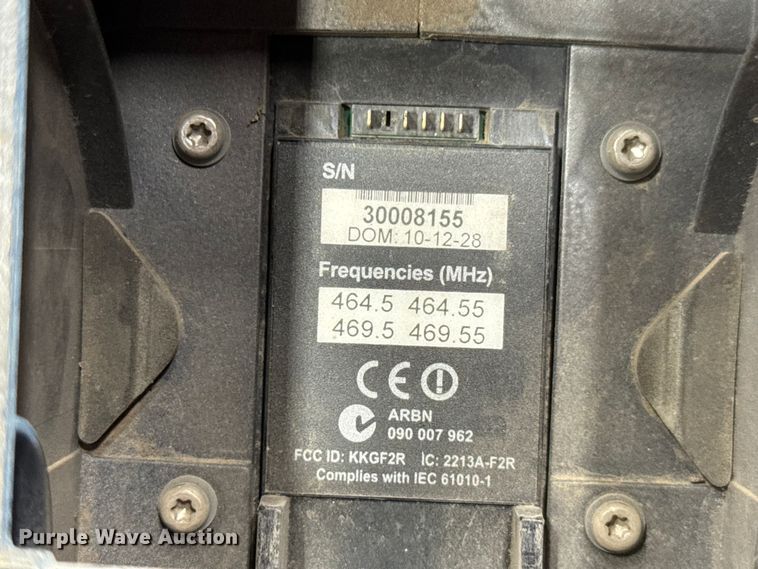 S/N
30008155
DOM: 10-12-28
Frequencies (MHz)
464.5 464.55
469.5 469.55
CE
ARBN
090 007 962
FCC ID: KKGF2R IC: 2213A-F2R
Complies with IEC 61010-1
Purple Wave Auction